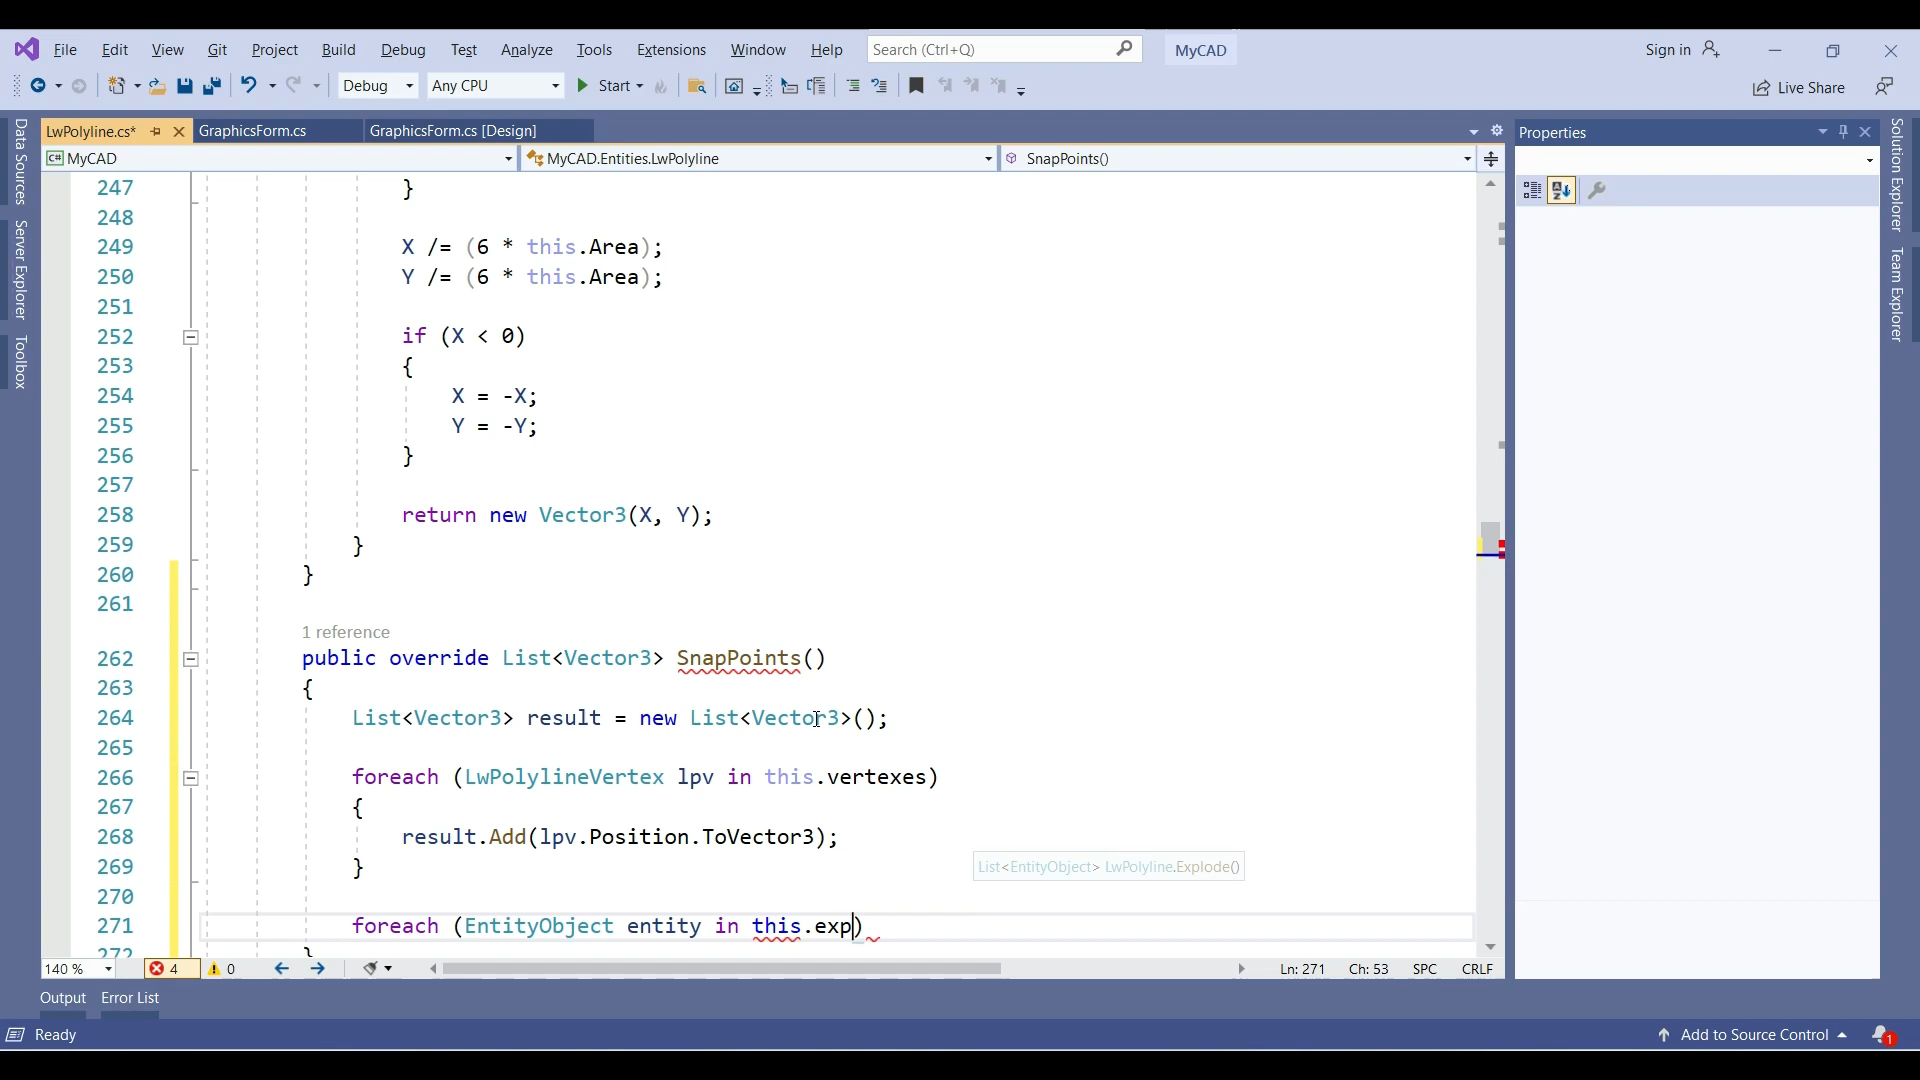 File Edit View Git Project Build Debug Test Analyze Tools Extensions Window Help Search (Ctrl+Q) MyCAD Sign in
Debug Any CPU Start Live Share
LwPolyline.cs* GraphicsForm.cs GraphicsForm.cs [Design] Properties
C# MyCAD MyCAD.Entities.LwPolyline SnapPoints()
Data Sources
Server Explorer
Toolbox
Solution Explorer
Team Explorer
247 }
248
249 X /= (6 * this.Area);
250 Y /= (6 * this.Area);
251
252 if (X < 0)
253 {
254 X = -X;
255 Y = -Y;
256 }
257
258 return new Vector3(X, Y);
259 }
260 }
261
1 reference
262 public override List<Vector3> SnapPoints()
263 {
264 List<Vector3> result = new List<Vector3>();
265
266 foreach (LwPolylineVertex lpv in this.vertexes)
267 {
268 result.Add(lpv.Position.ToVector3);
269 }
List<EntityObject> LwPolyline.Explode()
270
271 foreach (EntityObject entity in this.exp)
272 }
140 % 4 0 Ln: 271 Ch: 53 SPC CRLF
Output Error List
Ready Add to Source Control 1